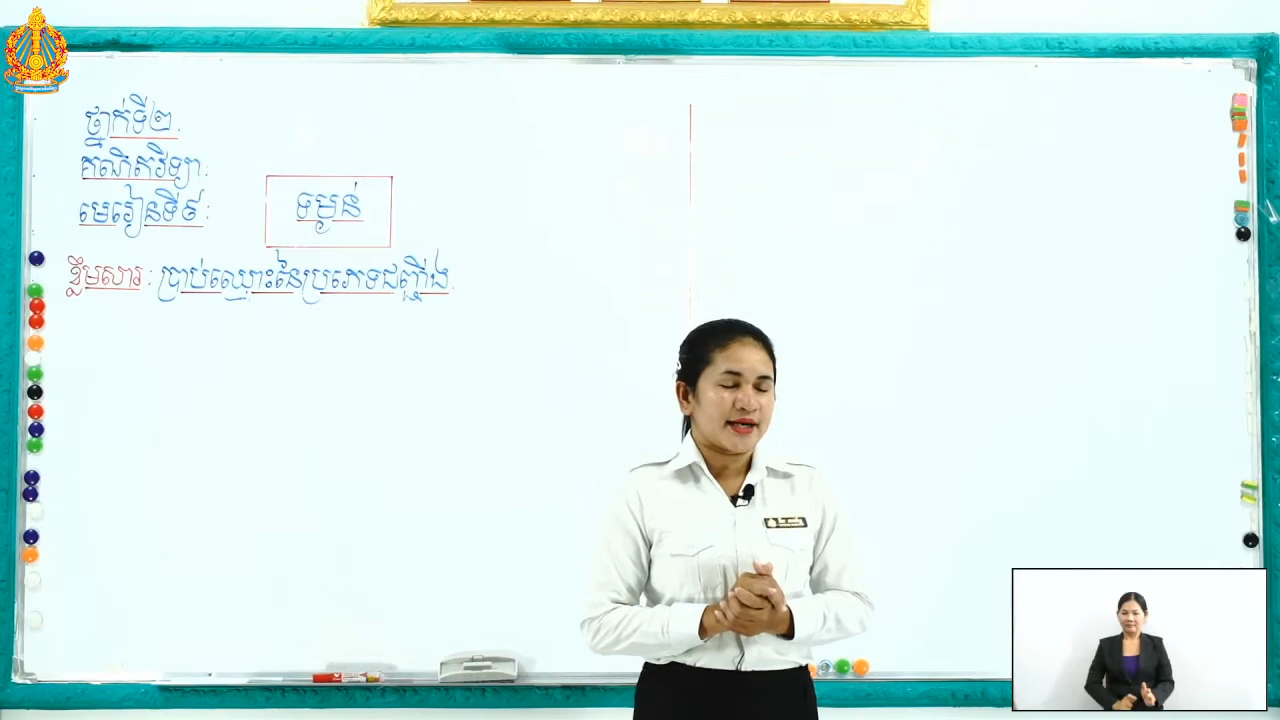 ថ្នាក់ទី២.
គណិតវិទ្យា:
មេរៀនទី៩:
ទម្ងន់
ខ្លឹមសារ : ប្រាប់ឈ្មោះនៃប្រភេទជញ្ជីង.